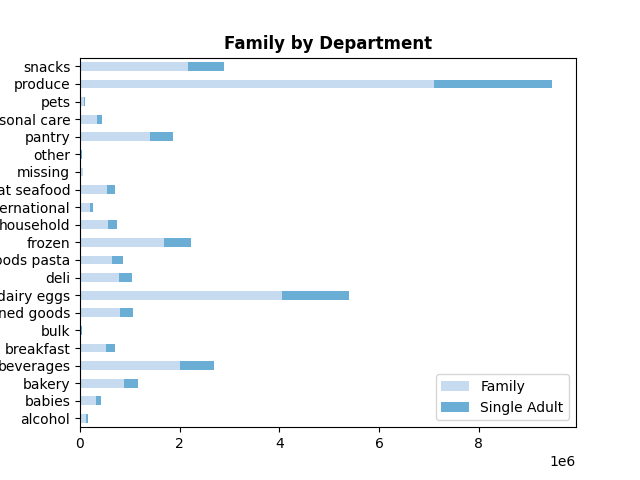 Family by Department
snacks
produce
pets
sonal care
pantry
other
missing
at seafood
ernational
household
frozen
oods pasta
deli
dairy eggs
ned goods
bulk
breakfast
beverages
bakery
babies
alcohol
Family
Single Adult
0 2 4 6 8
1e6